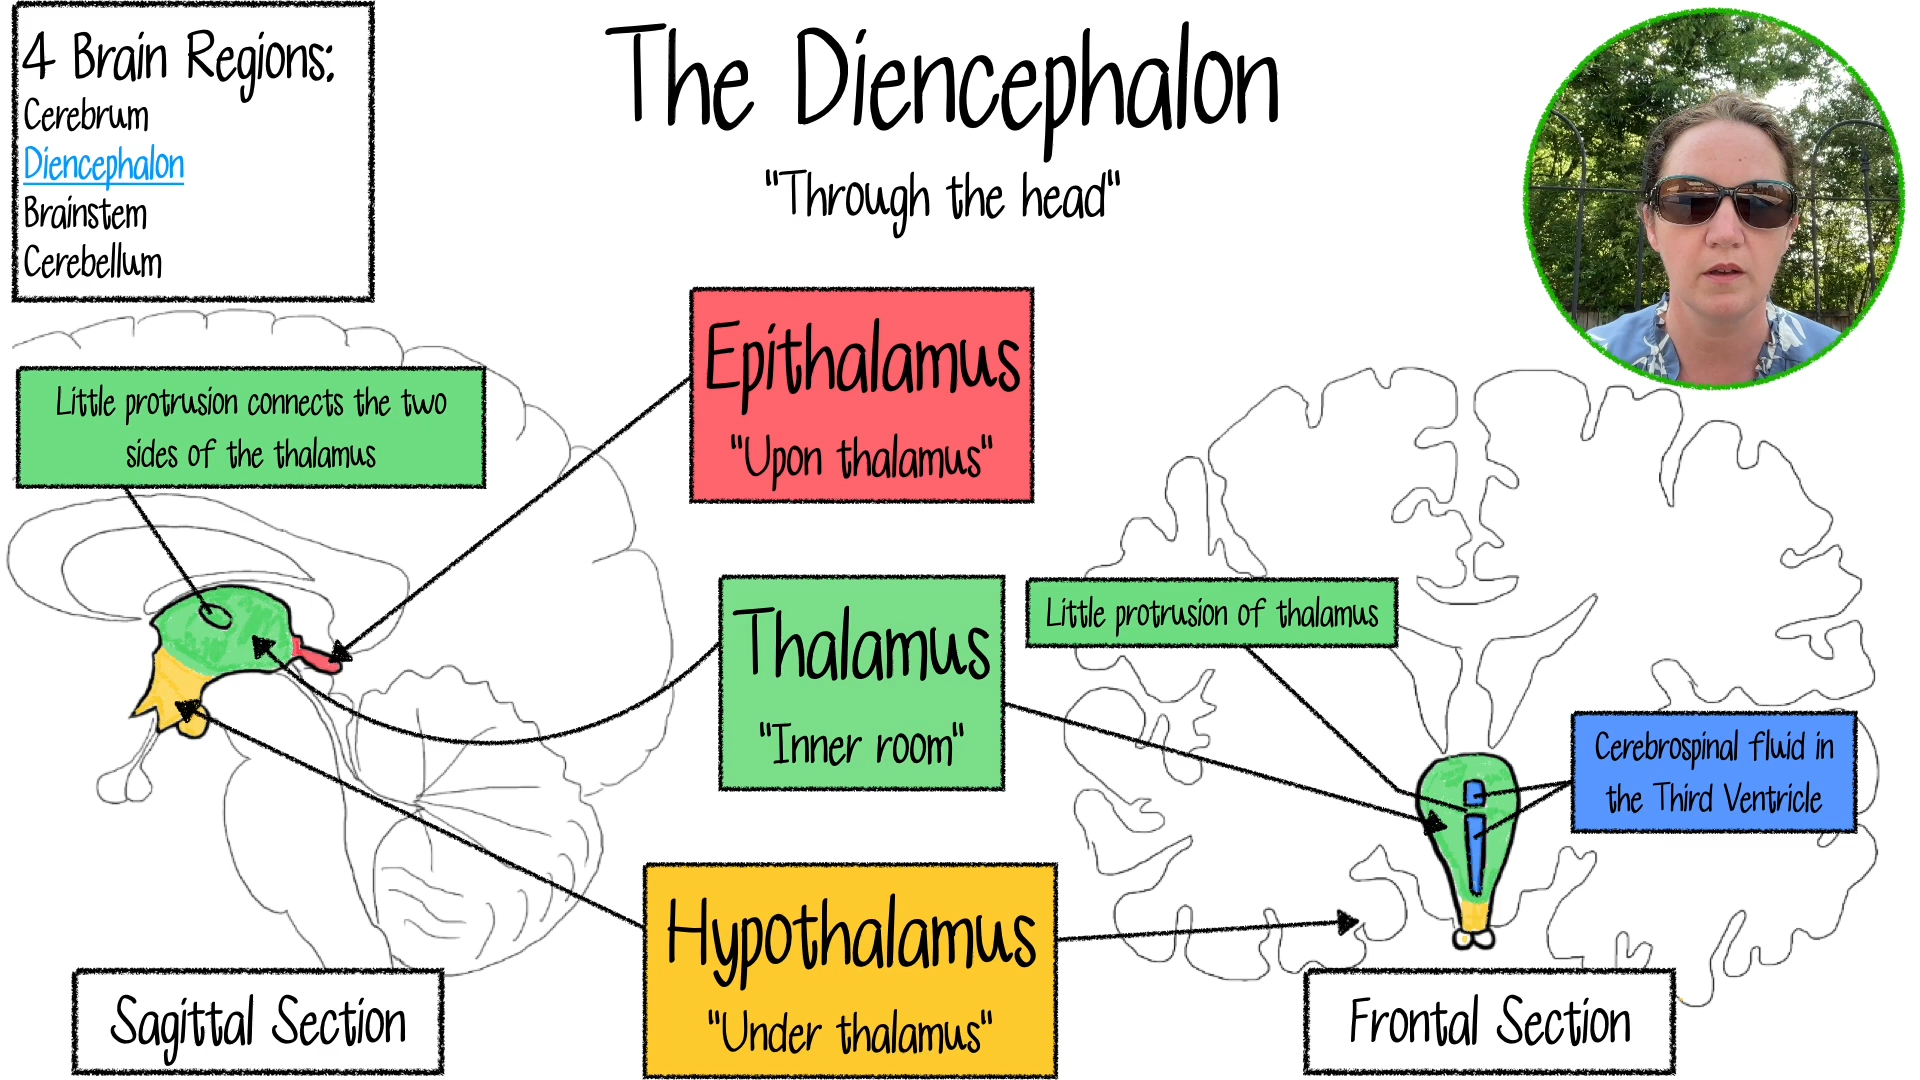 4 Brain Regions:
Cerebrum
Diencephalon
Brainstem
Cerebellum
The Diencephalon
"Through the head"
Epithalamus
"Upon thalamus"
Little protrusion connects the two
sides of the thalamus
Thalamus
"Inner room"
Little protrusion of thalamus
Cerebrospinal fluid in
the Third Ventricle
Hypothalamus
"Under thalamus"
Sagittal Section
Frontal Section